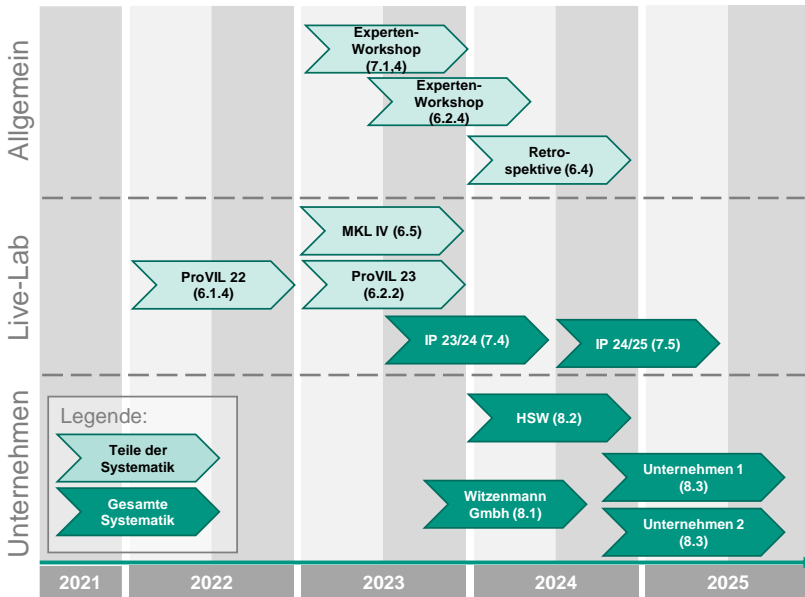 Allgemein
Experten-
Workshop
(7.1,4)
Experten-
Workshop
(6.2.4)
Retro-
spektive (6.4)
Live-Lab
MKL IV (6.5)
ProVIL 22
(6.1.4)
ProVIL 23
(6.2.2)
IP 23/24 (7.4)
IP 24/25 (7.5)
Unternehmen
Legende:
Teile der
Systematik
Gesamte
Systematik
HSW (8.2)
Witzenmann
Gmbh (8.1)
Unternehmen 1
(8.3)
Unternehmen 2
(8.3)
2021 2022 2023 2024 2025